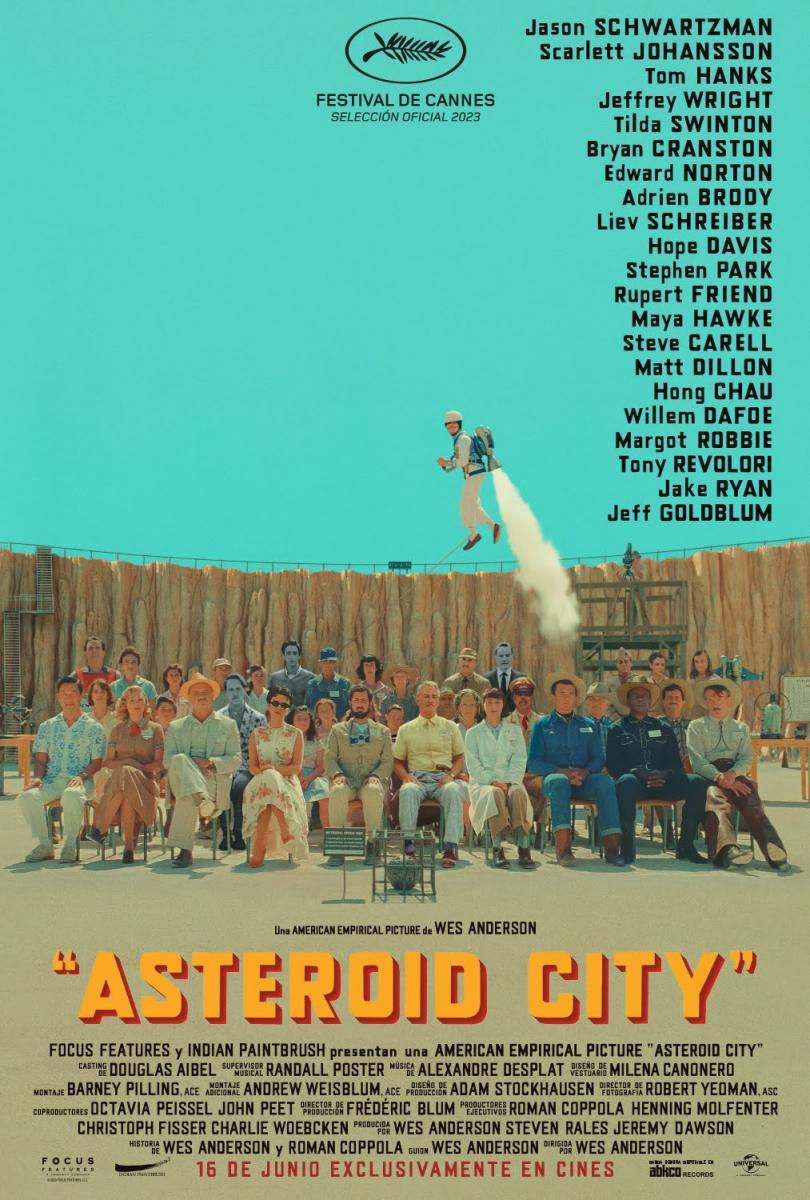 FESTIVAL DE CANNES
SELECCIÓN OFICIAL 2023
Jason SCHWARTZMAN
Scarlett JOHANSSON
Tom HANKS
Jeffrey WRIGHT
Tilda SWINTON
Bryan CRANSTON
Edward NORTON
Adrien BRODY
Liev SCHREIBER
Hope DAVIS
Stephen PARK
Rupert FRIEND
Maya HAWKE
Steve CARELL
Matt DILLON
Hong CHAU
Willem DAFOE
Margot ROBBIE
Tony REVOLORI
Jake RYAN
Jeff GOLDBLUM
Una AMERICAN EMPIRICAL PICTURE de WES ANDERSON
“ASTEROID CITY”
FOCUS FEATURES y INDIAN PAINTBRUSH presentan una AMERICAN EMPIRICAL PICTURE "ASTEROID CITY"
CASTING DE DOUGLAS AIBEL SUPERVISOR MUSICAL RANDALL POSTER MÚSICA DE ALEXANDRE DESPLAT DISEÑO DE VESTUARIO MILENA CANONERO
MONTAJE BARNEY PILLING, ACE MONTAJE ADICIONAL ANDREW WEISBLUM, ACE DISEÑO DE PRODUCCIÓN ADAM STOCKHAUSEN DIRECTOR DE FOTOGRAFÍA ROBERT YEOMAN, ASC
COPRODUCTORES OCTAVIA PEISSEL JOHN PEET DIRECTOR DE PRODUCCIÓN FRÉDÉRIC BLUM PRODUCTORES EJECUTIVOS ROMAN COPPOLA HENNING MOLFENTER
CHRISTOPH FISSER CHARLIE WOEBCKEN PRODUCIDA POR WES ANDERSON STEVEN RALES JEREMY DAWSON
HISTORIA DE WES ANDERSON y ROMAN COPPOLA GUION WES ANDERSON DIRIGIDA POR WES ANDERSON
16 DE JUNIO EXCLUSIVAMENTE EN CINES
FOCUS
FEATURES
INDIAN PAINTBRUSH
abkco RECORDS
UNIVERSAL